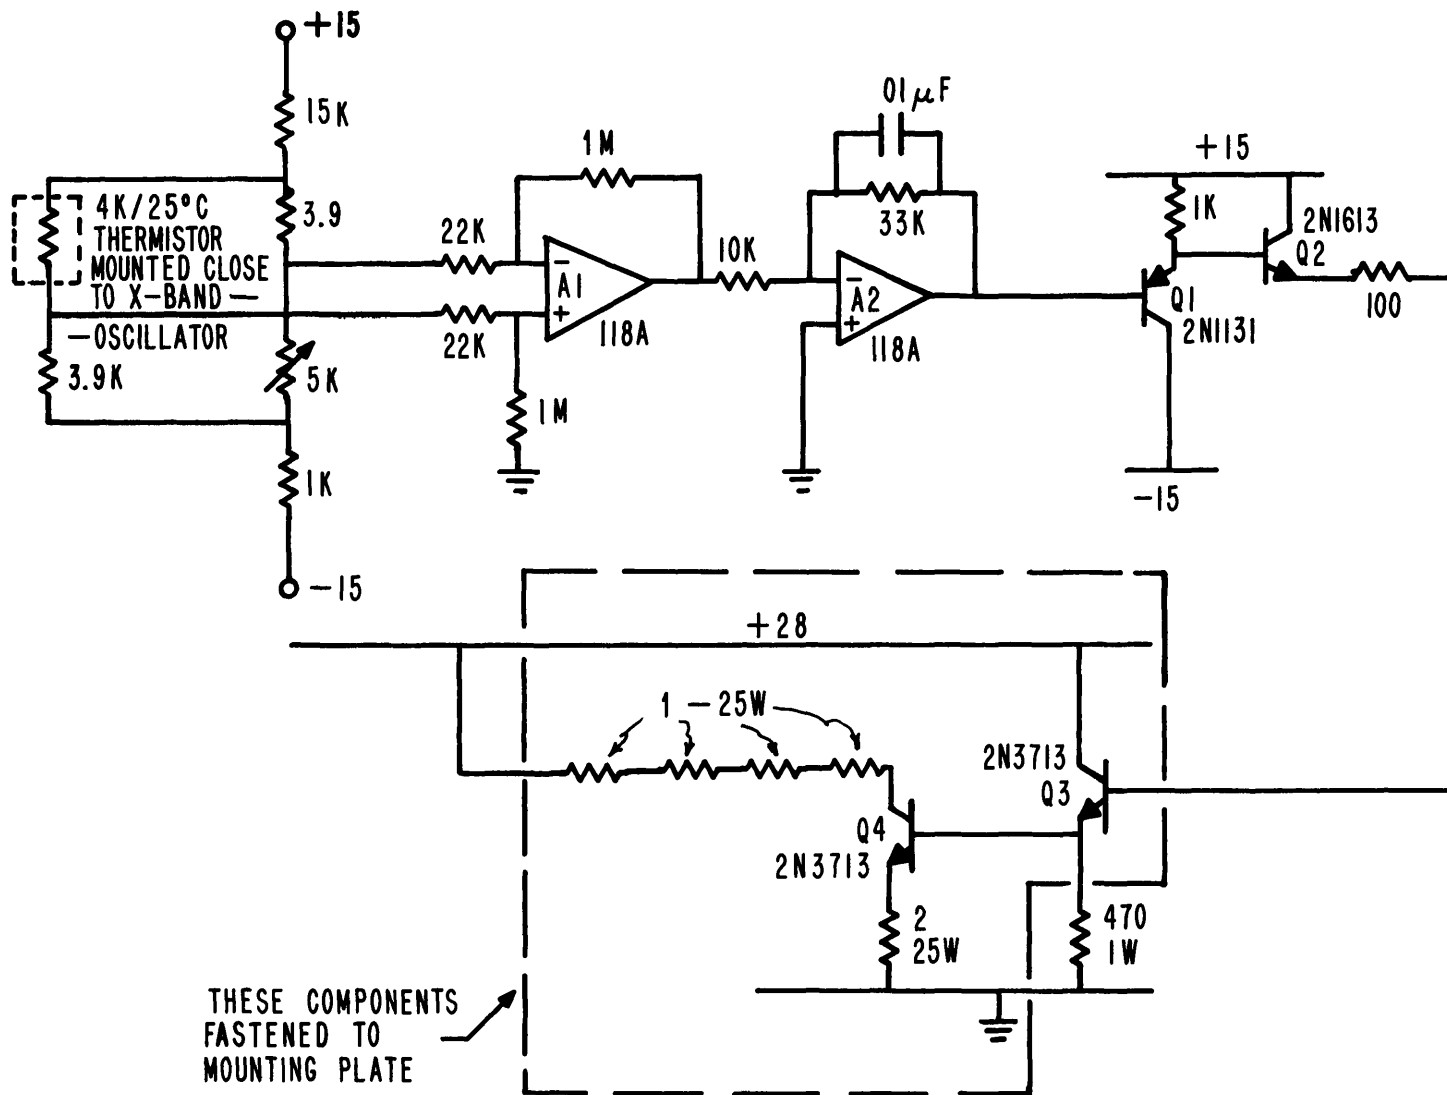 +15
15K
4K/25°C
THERMISTOR
MOUNTED CLOSE
TO X-BAND —
—OSCILLATOR
3.9
3.9K
5K
1K
-15
22K
22K
1M
A1
-
+
118A
1M
10K
01 μF
33K
A2
-
+
118A
+15
1K
2N1613
Q2
Q1
2N1131
100
-15
+28
1 -25W
2N3713
Q3
Q4
2N3713
2
25W
470
1W
THESE COMPONENTS
FASTENED TO
MOUNTING PLATE